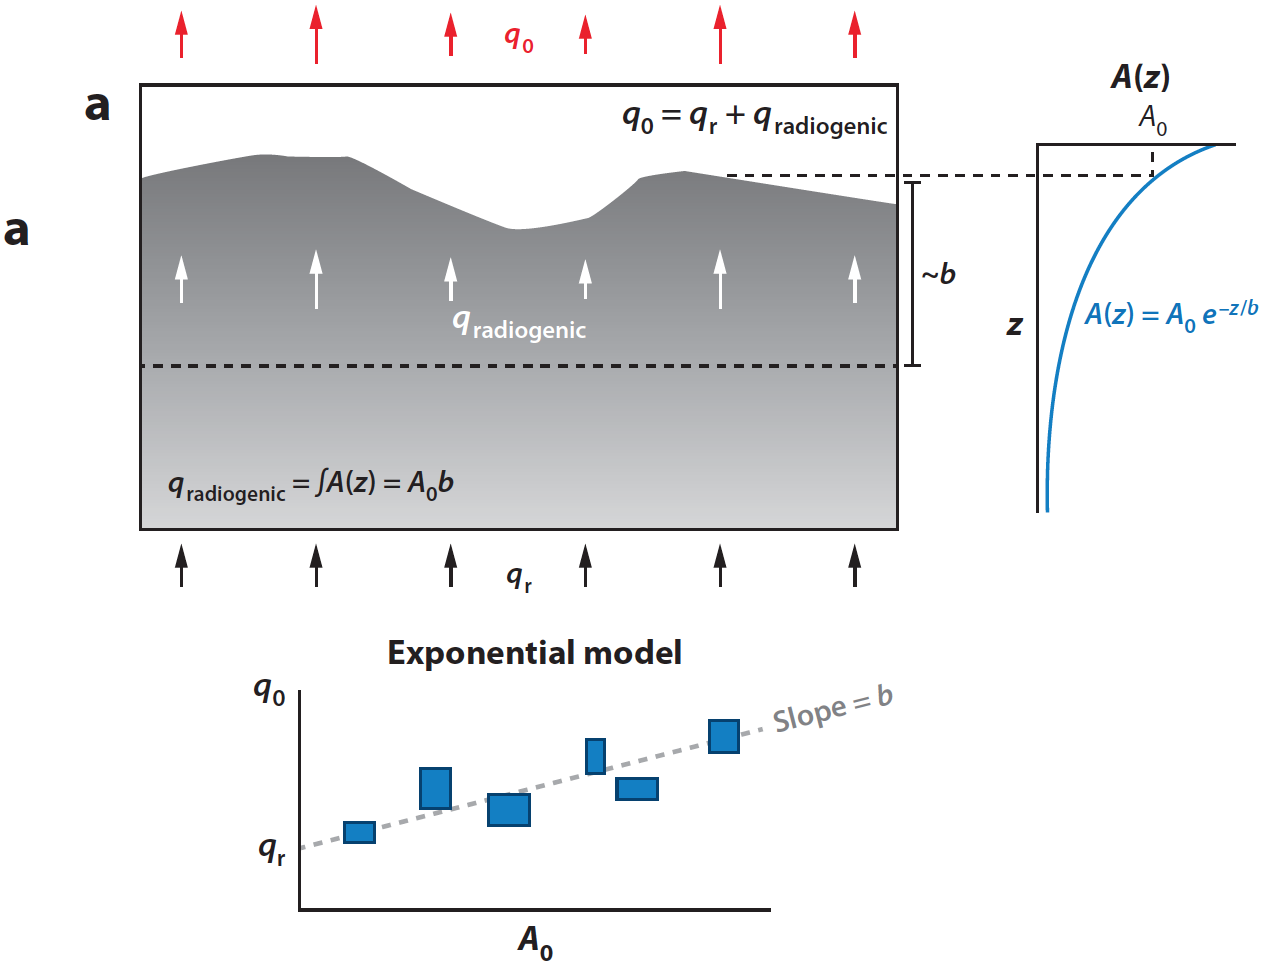 q0
a
q0 = qr + qradiogenic
A(z)
A0
a
~b
z
A(z) = A0 e–z/b
qradiogenic
qradiogenic = ∫A(z) = A0b
qr
Exponential model
q0
Slope = b
qr
A0